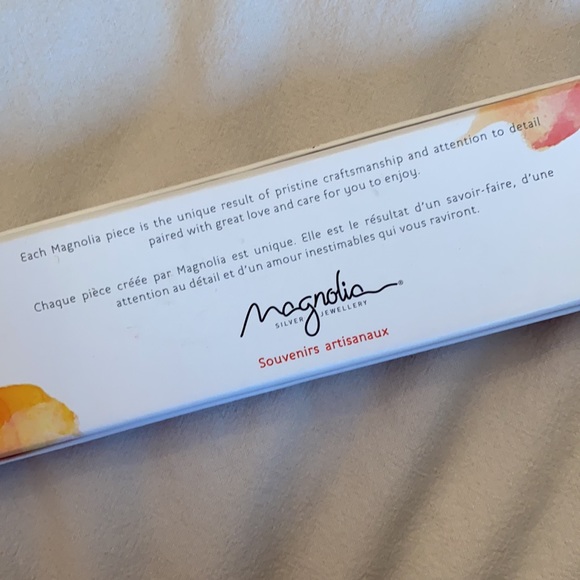 Each Magnolia piece is the unique result of pristine craftsmanship and attention to detail
paired with great love and care for you to enjoy.
Chaque pièce créée par Magnolia est unique. Elle est le résultat d'un savoir-faire, d'une
attention au détail et d'un amour inestimables qui vous raviront.
Magnolia®
SILVER JEWELLERY
Souvenirs artisanaux